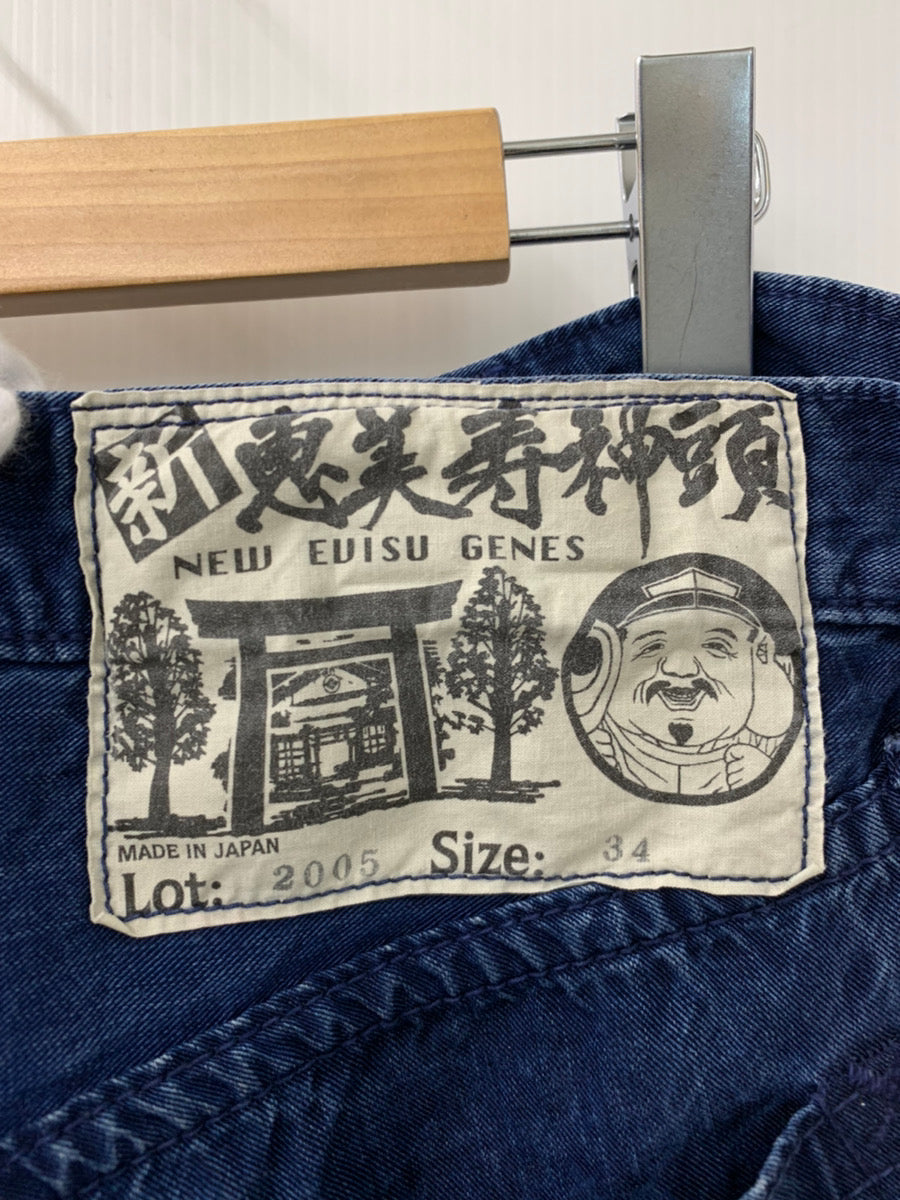 新 恵美寿神頭
NEW EVISU GENES
MADE IN JAPAN
Lot: 2005 Size: 34